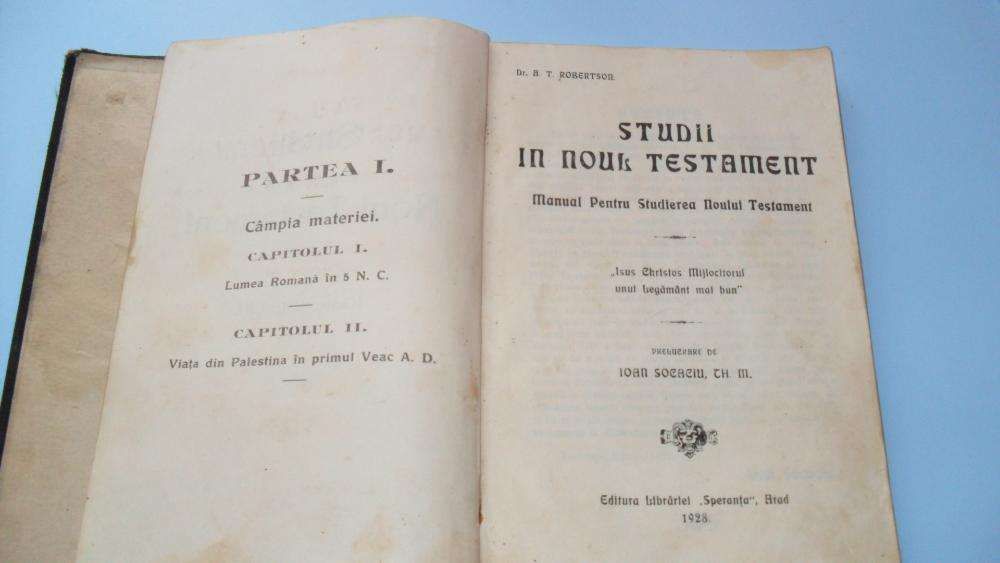 PARTEA I.
Câmpia materiei.
CAPITOLUL I.
Lumea Romană în 5 N. C.
CAPITOLUL II.
Viața din Palestina în primul Veac A. D.
Dr. A. T. ROBERTSON
STUDII
IN NOUL TESTAMENT
Manual Pentru Studierea Noului Testament
„Isus Christos Mijlocitorul
unui Legământ mai bun"
PRELUCRARE DE
IOAN SOCACIU, TH. M.
Editura Librăriei „Speranța", Arad
1928.